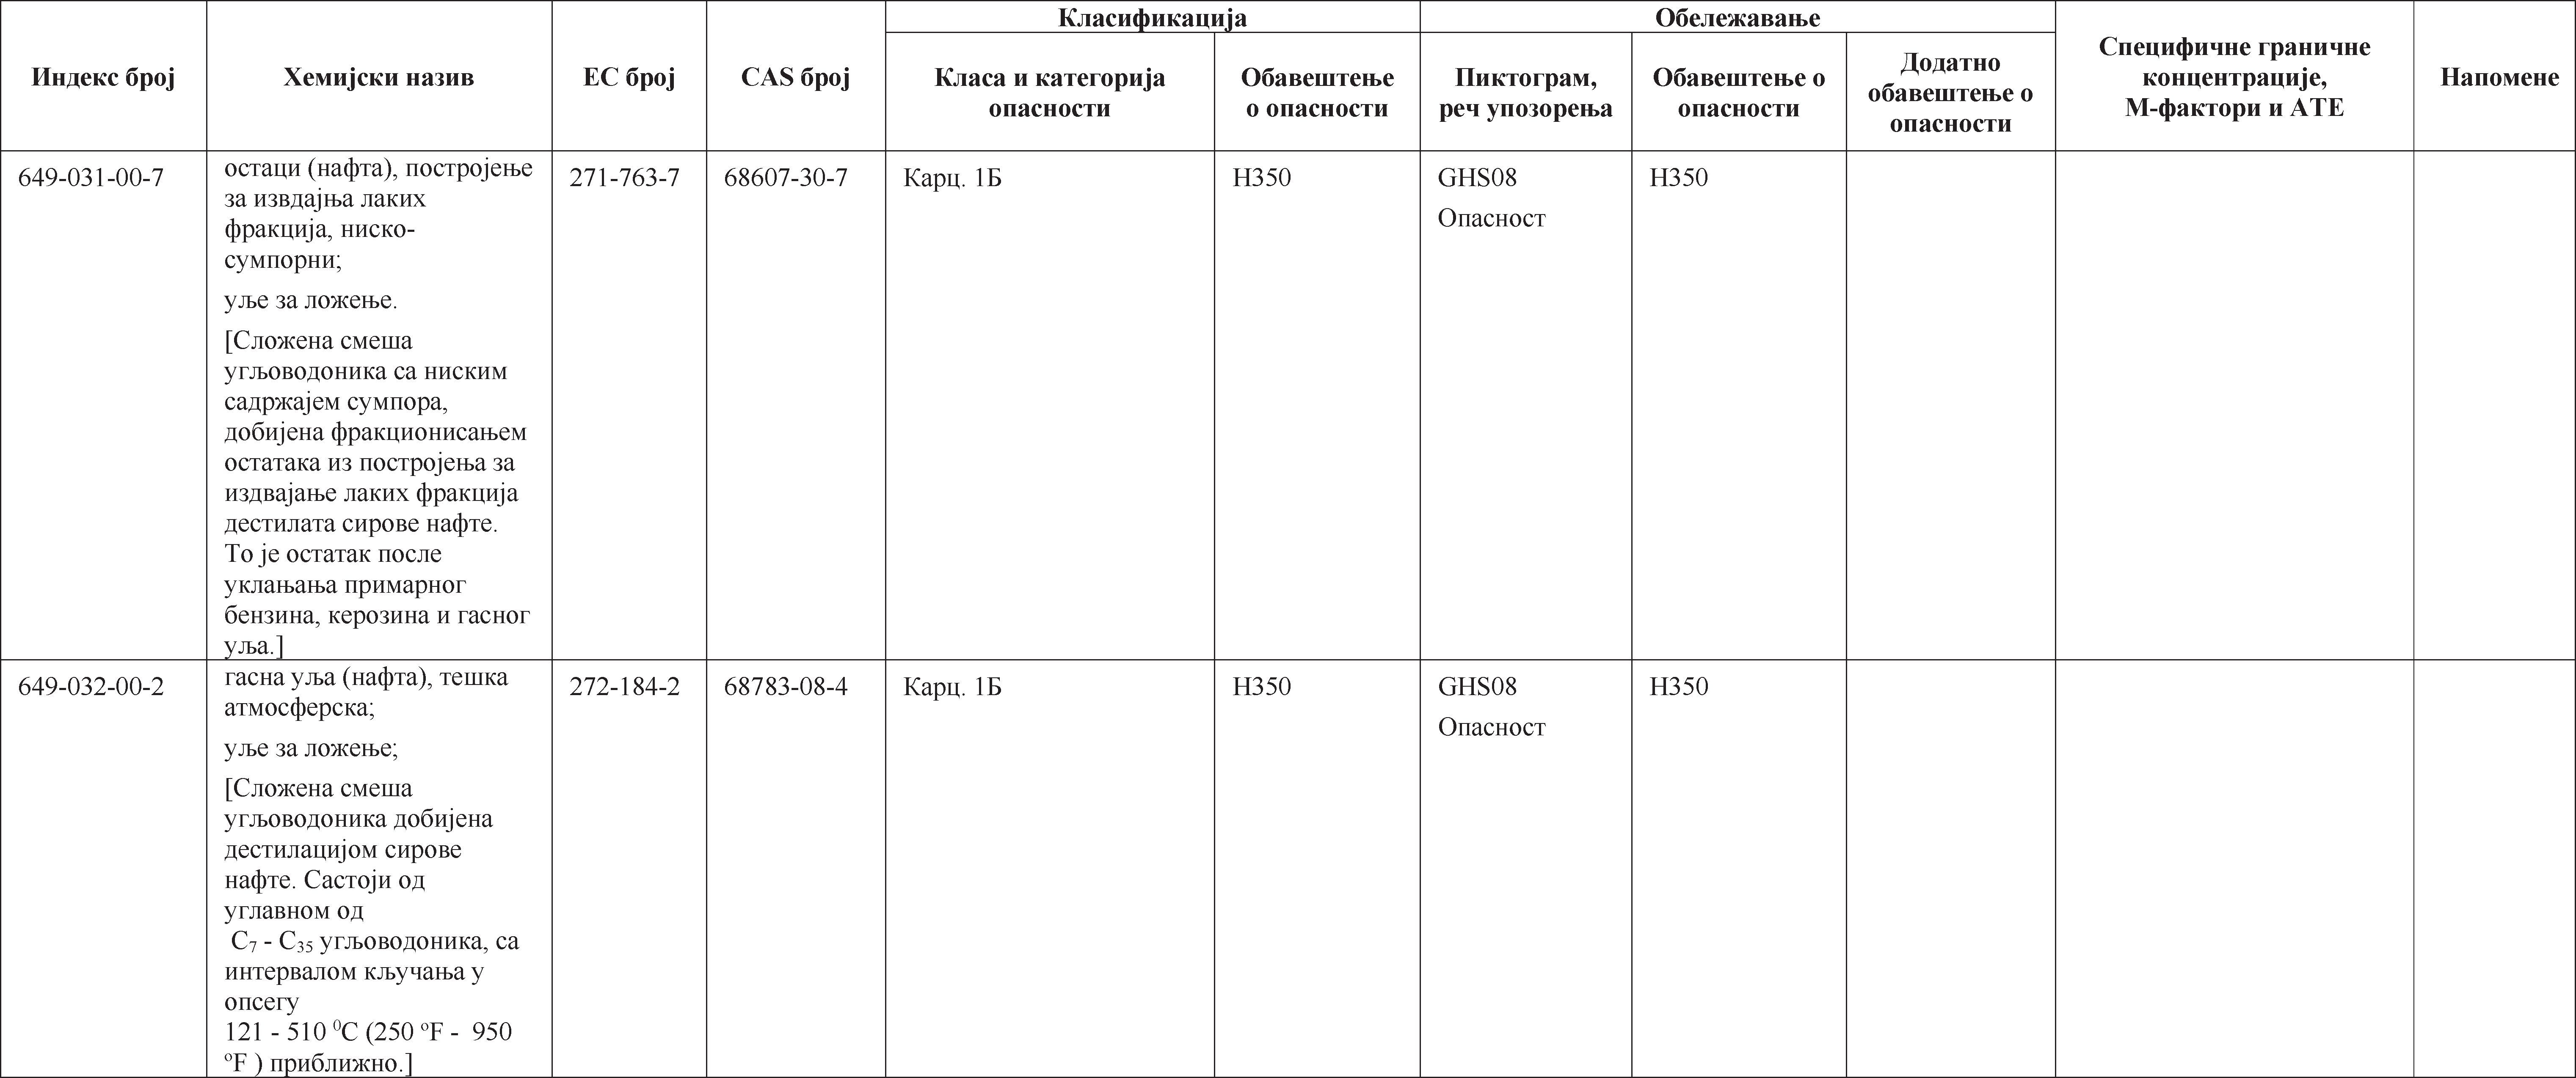 Класификација
Обележавање
Индекс број
Хемијски назив
ЕС број
CAS број
Класа и категорија
опасности
Обавештење
о опасности
Пиктограм,
реч упозорења
Обавештење о
опасности
Додатно
обавештење о
опасности
Специфичне граничне
концентрације,
М-фактори и АТЕ
Напомене
649-031-00-7
остаци (нафта), постројење
за извдајња лаких
фракција, ниско-
сумпорни;
уље за ложење.
[Сложена смеша
угљоводоника са ниским
садржајем сумпора,
добијена фракционисањем
остатака из постројења за
издвајање лаких фракција
дестилата сирове нафте.
То је остатак после
уклањања примарног
бензина, керозина и гасног
уља.]
271-763-7
68607-30-7
Карц. 1Б
H350
GHS08
Опасност
H350
649-032-00-2
гасна уља (нафта), тешка
атмосферска;
уље за ложење;
[Сложена смеша
угљоводоника добијена
дестилацијом сирове
нафте. Састоји од
углавном од
C₇ - C₃₅ угљоводоника, са
интервалом кључања у
опсегу
121 - 510 ⁰C (250 ºF - 950
ºF ) приближно.]
272-184-2
68783-08-4
Карц. 1Б
H350
GHS08
Опасност
H350